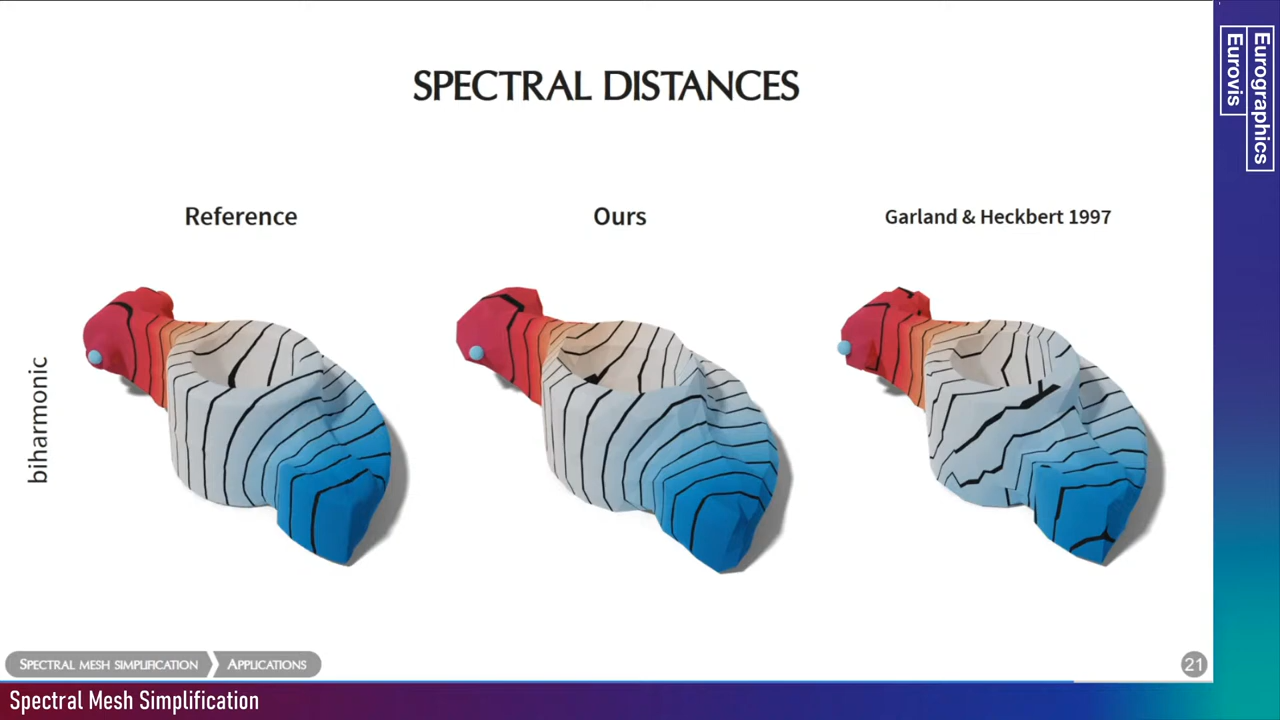 SPECTRAL DISTANCES
Reference
Ours
Garland & Heckbert 1997
biharmonic
SPECTRAL MESH SIMPLIFICATION
APPLICATIONS
21
Spectral Mesh Simplification
Eurographics
Eurovis